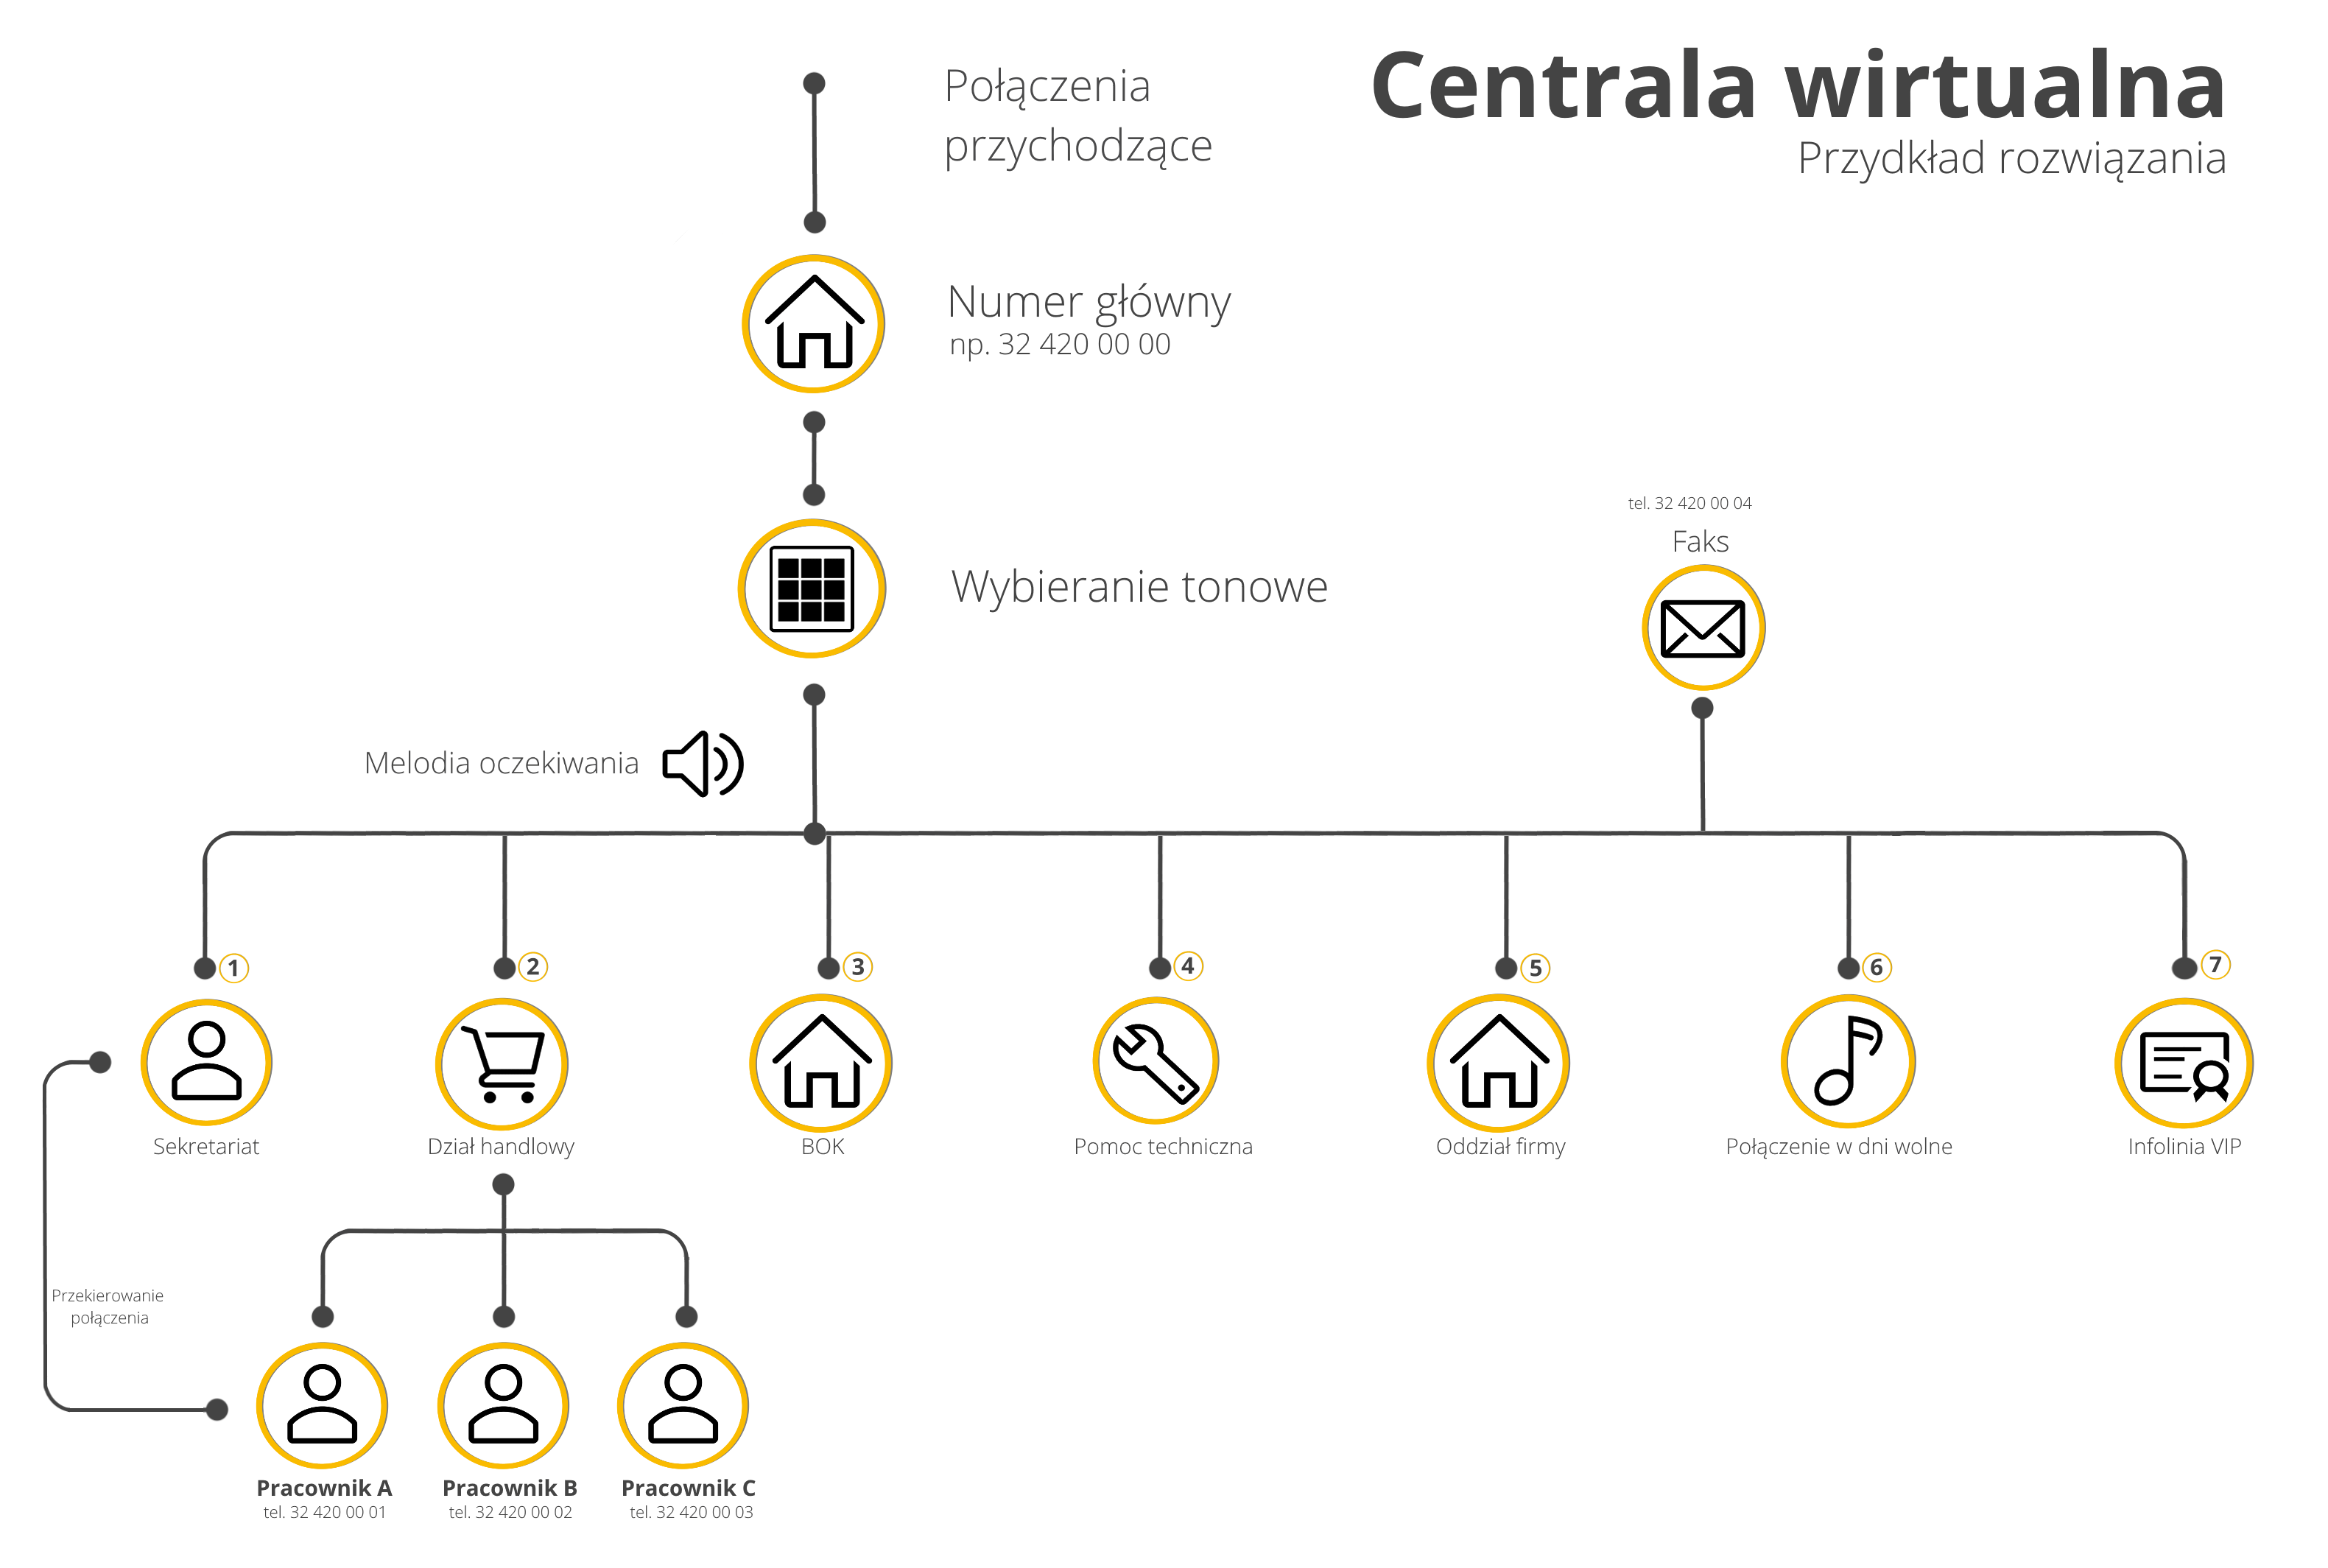 Centrala wirtualna
Przydkład rozwiązania
Połączenia
przychodzące
Numer główny
np. 32 420 00 00
Wybieranie tonowe
tel. 32 420 00 04
Faks
Melodia oczekiwania
1
2
3
4
5
6
7
Sekretariat
Dział handlowy
BOK
Pomoc techniczna
Oddział firmy
Połączenie w dni wolne
Infolinia VIP
Przekierowanie
połączenia
Pracownik A
tel. 32 420 00 01
Pracownik B
tel. 32 420 00 02
Pracownik C
tel. 32 420 00 03